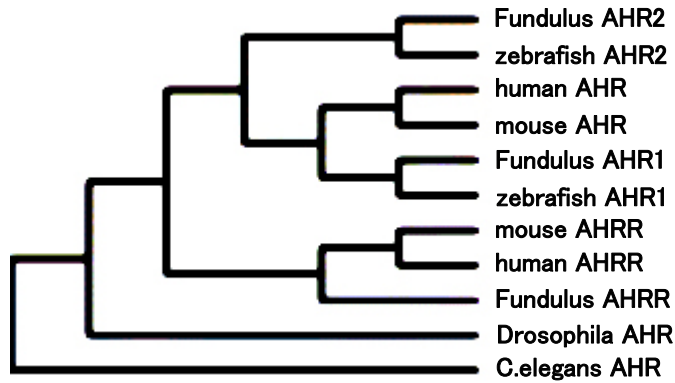 Fundulus AHR2
zebrafish AHR2
human AHR
mouse AHR
Fundulus AHR1
zebrafish AHR1
mouse AHRR
human AHRR
Fundulus AHRR
Drosophila AHR
C.elegans AHR